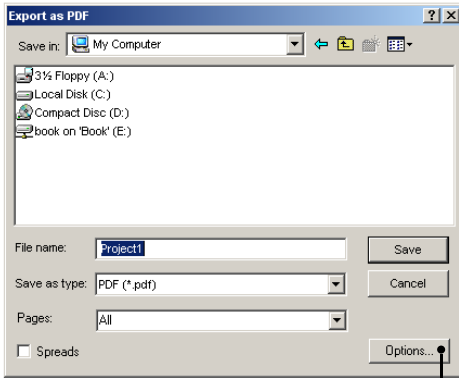 Export as PDF
Save in: My Computer
3½ Floppy (A:)
Local Disk (C:)
Compact Disc (D:)
book on 'Book' (E:)
File name: Project1 Save
Save as type: PDF (*.pdf) Cancel
Pages: All
Spreads Options...